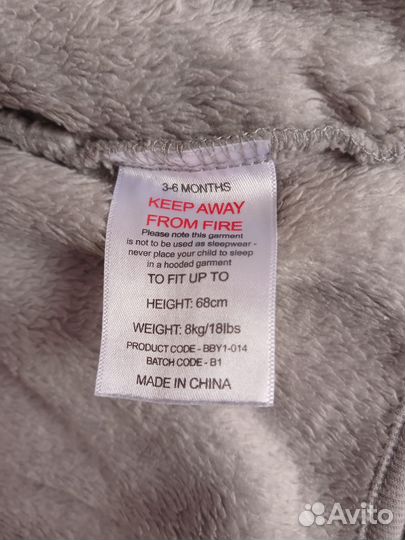 3-6 MONTHS
KEEP AWAY
FROM FIRE
Please note this garment
is not to be used as sleepwear -
never place your child to sleep
in a hooded garment
TO FIT UP TO
HEIGHT: 68cm
WEIGHT: 8kg/18lbs
PRODUCT CODE - BBY1-014
BATCH CODE - B1
MADE IN CHINA
Avito